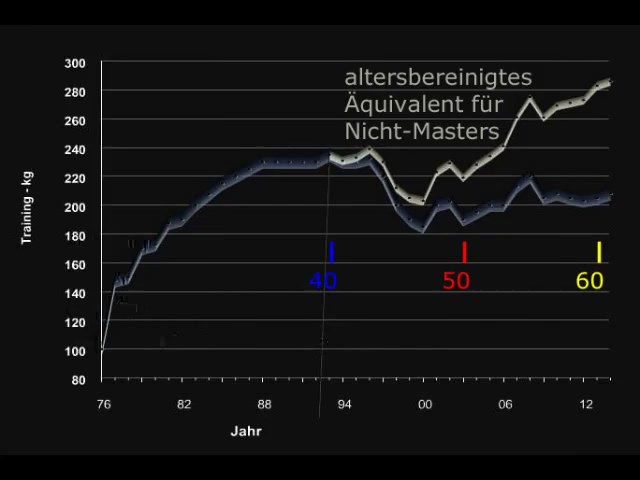 300
280
260
240
220
200
180
160
140
120
100
80
Training - kg
altersbereinigtes
Äquivalent für
Nicht-Masters
40
50
60
76 82 88 94 00 06 12
Jahr